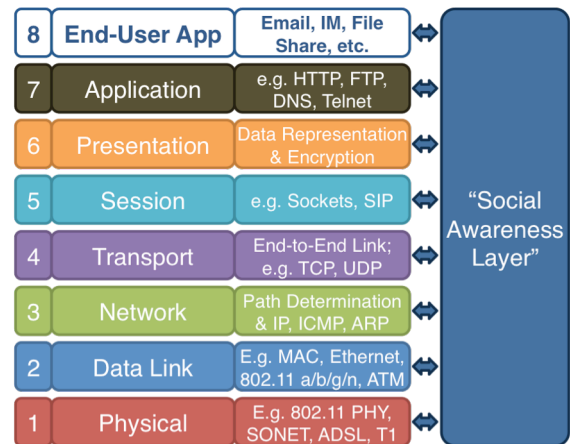 8 End-User App Email, IM, File
Share, etc.
7 Application e.g. HTTP, FTP,
DNS, Telnet
6 Presentation Data Representation
& Encryption
5 Session e.g. Sockets, SIP
4 Transport End-to-End Link;
e.g. TCP, UDP
3 Network Path Determination
& IP, ICMP, ARP
2 Data Link E.g. MAC, Ethernet,
802.11 a/b/g/n, ATM
1 Physical E.g. 802.11 PHY,
SONET, ADSL, T1
“Social
Awareness
Layer”